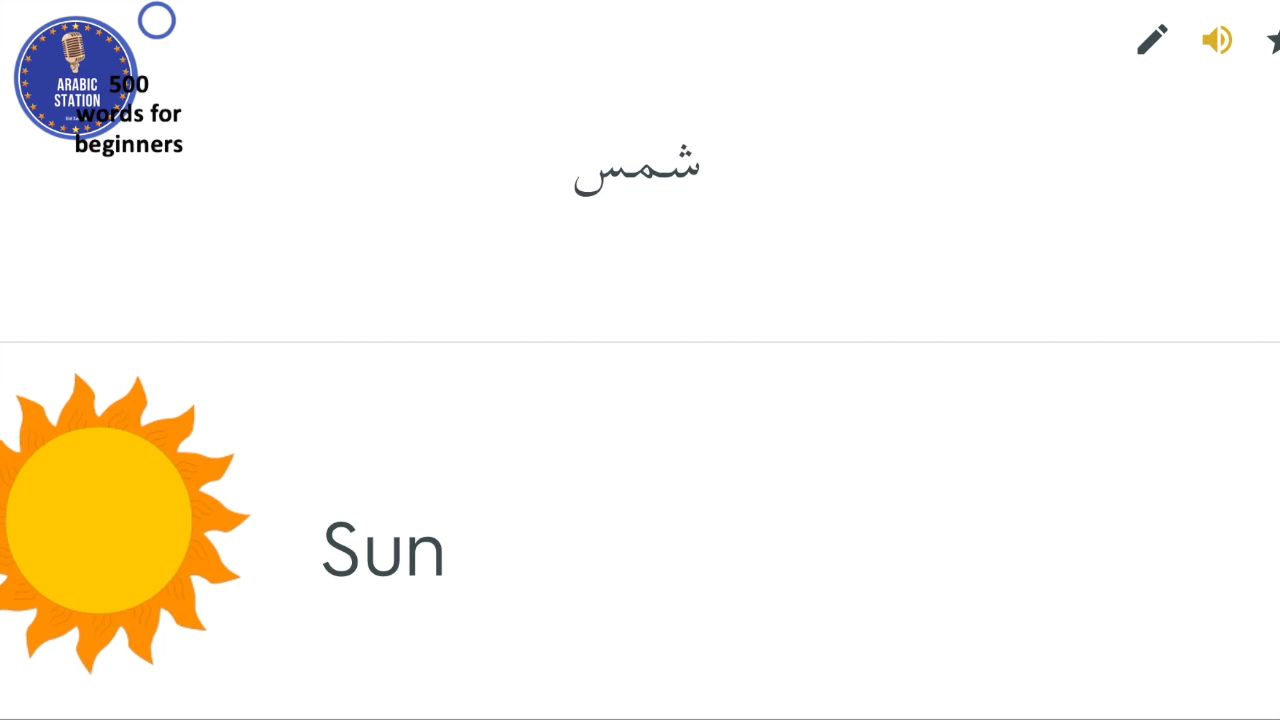 ARABIC
STATION
500
words for
beginners
شمس
Sun